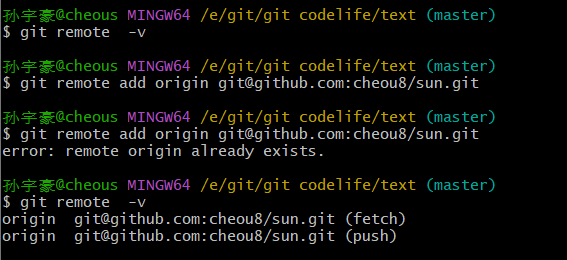 孙宇豪@cheous MINGW64 /e/git/git codelife/text (master)
$ git remote  -v
孙宇豪@cheous MINGW64 /e/git/git codelife/text (master)
$ git remote add origin git@github.com:cheou8/sun.git
孙宇豪@cheous MINGW64 /e/git/git codelife/text (master)
$ git remote add origin git@github.com:cheou8/sun.git
error: remote origin already exists.
孙宇豪@cheous MINGW64 /e/git/git codelife/text (master)
$ git remote  -v
origin  git@github.com:cheou8/sun.git (fetch)
origin  git@github.com:cheou8/sun.git (push)